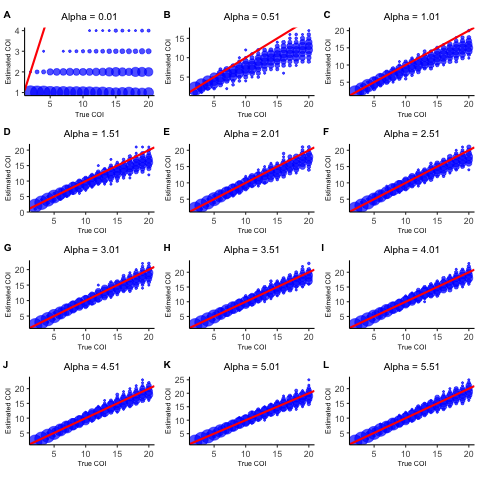 A Alpha = 0.01
Estimated COI
4
3
2
1
5 10 15 20
True COI
B Alpha = 0.51
Estimated COI
15
10
5
5 10 15 20
True COI
C Alpha = 1.01
Estimated COI
20
15
10
5
5 10 15 20
True COI
D Alpha = 1.51
Estimated COI
20
15
10
5
0
5 10 15 20
True COI
E Alpha = 2.01
Estimated COI
20
15
10
5
5 10 15 20
True COI
F Alpha = 2.51
Estimated COI
20
15
10
5
5 10 15 20
True COI
G Alpha = 3.01
Estimated COI
20
15
10
5
5 10 15 20
True COI
H Alpha = 3.51
Estimated COI
20
15
10
5
5 10 15 20
True COI
I Alpha = 4.01
Estimated COI
20
15
10
5
5 10 15 20
True COI
J Alpha = 4.51
Estimated COI
20
15
10
5
5 10 15 20
True COI
K Alpha = 5.01
Estimated COI
25
20
15
10
5
5 10 15 20
True COI
L Alpha = 5.51
Estimated COI
20
15
10
5
5 10 15 20
True COI